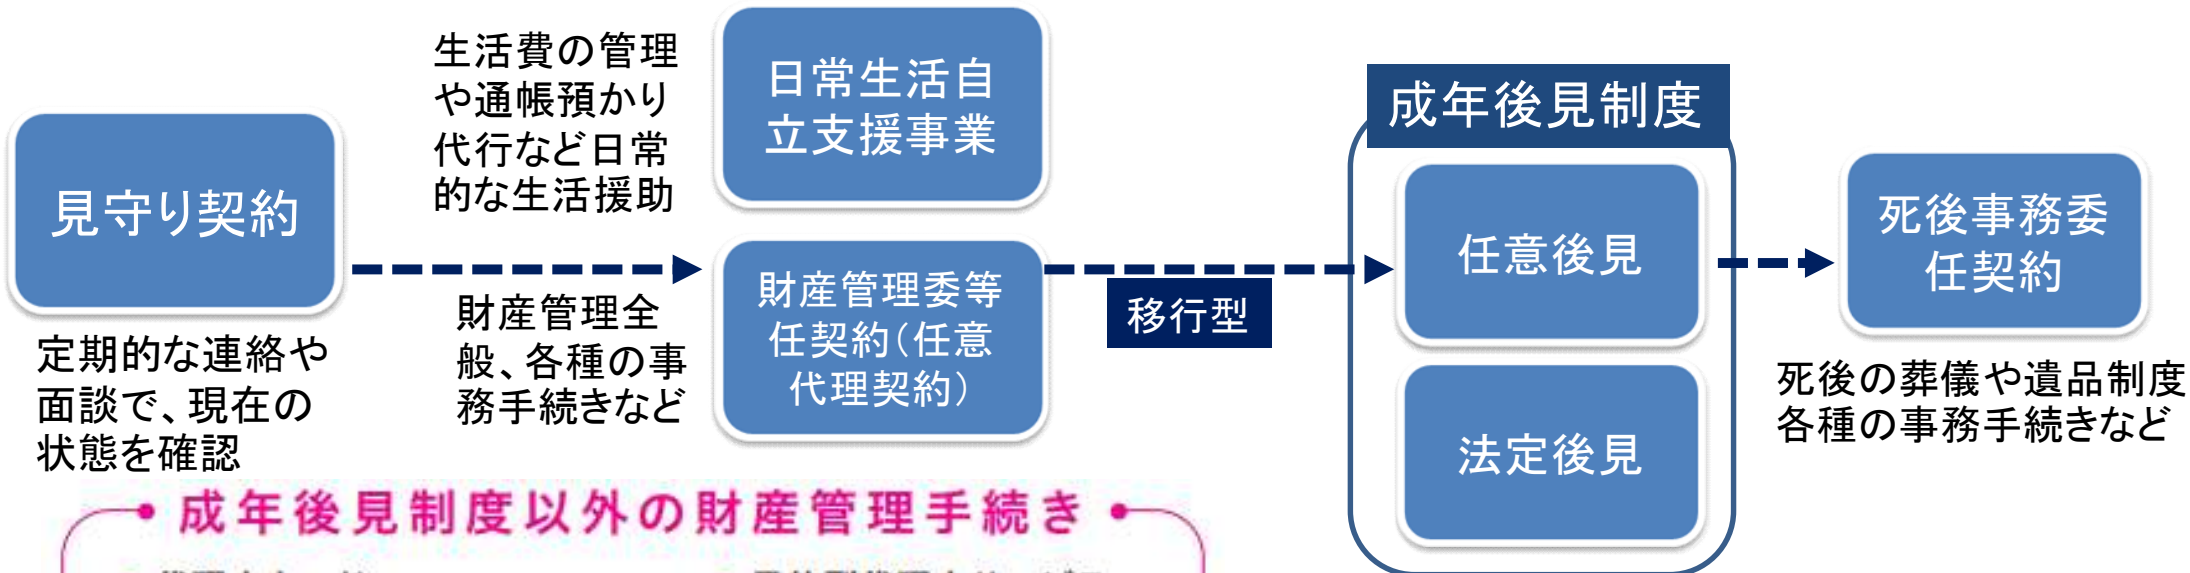 見守り契約
定期的な連絡や
面談で、現在の
状態を確認
生活費の管理
や通帳預かり
代行など日常
的な生活援助
日常生活自
立支援事業
財産管理全
般、各種の事
務手続きなど
財産管理委等
任契約(任意
代理契約)
移行型
成年後見制度
任意後見
法定後見
死後事務委
任契約
死後の葬儀や遺品制度
各種の事務手続きなど
成年後見制度以外の財産管理手続き